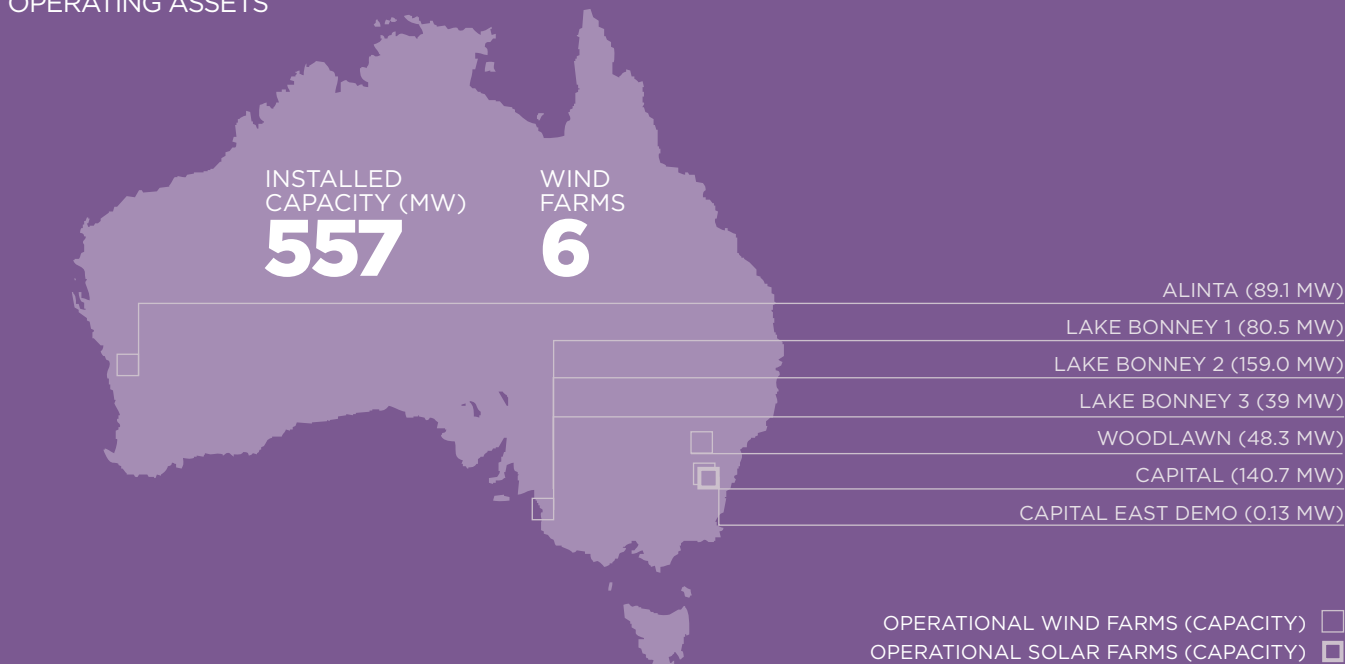 OPERATING ASSETS
INSTALLED
CAPACITY (MW)
557
WIND
FARMS
6
ALINTA (89.1 MW)
LAKE BONNEY 1 (80.5 MW)
LAKE BONNEY 2 (159.0 MW)
LAKE BONNEY 3 (39 MW)
WOODLAWN (48.3 MW)
CAPITAL (140.7 MW)
CAPITAL EAST DEMO (0.13 MW)
OPERATIONAL WIND FARMS (CAPACITY)
OPERATIONAL SOLAR FARMS (CAPACITY)